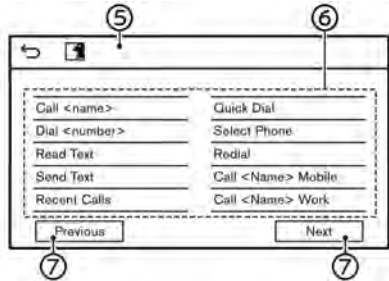 ⑤ ⑥
Call <name> Quick Dial
Dial <number> Select Phone
Read Text Redial
Send Text Call <Name> Mobile
Recent Calls Call <Name> Work
Previous Next
⑦ ⑦